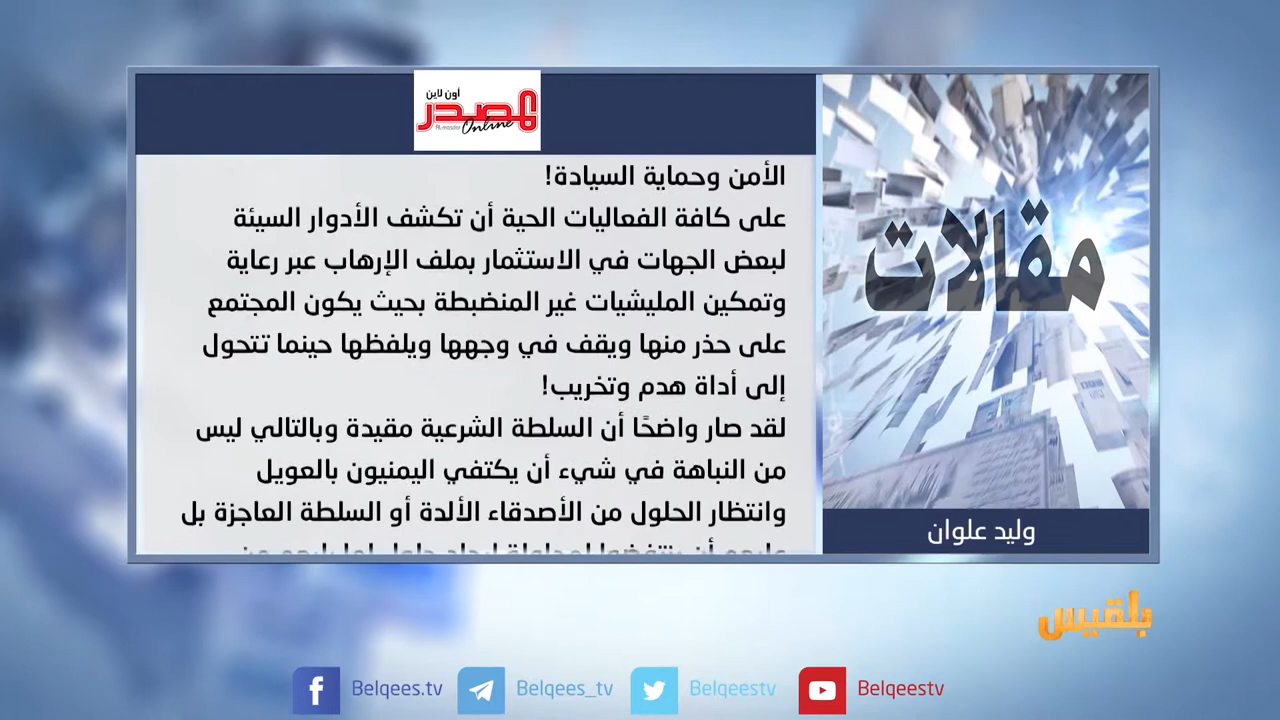 أون لاين
المصدر
Online
الأمن وحماية السيادة!
على كافة الفعاليات الحية أن تكشف الأدوار السيئة
لبعض الجهات في الاستثمار بملف الإرهاب عبر رعاية
وتمكين المليشيات غير المنضبطة بحيث يكون المجتمع
على حذر منها ويقف في وجهها ويلفظها حينما تتحول
إلى أداة هدم وتخريب!
لقد صار واضحًا أن السلطة الشرعية مقيدة وبالتالي ليس
من النباهة في شيء أن يكتفي اليمنيون بالعويل
وانتظار الحلول من الأصدقاء الألدة أو السلطة العاجزة بل
مقالات
وليد علوان
بلقيس
Belqees.tv
Belqees_tv
Belqeestv
Belqeestv